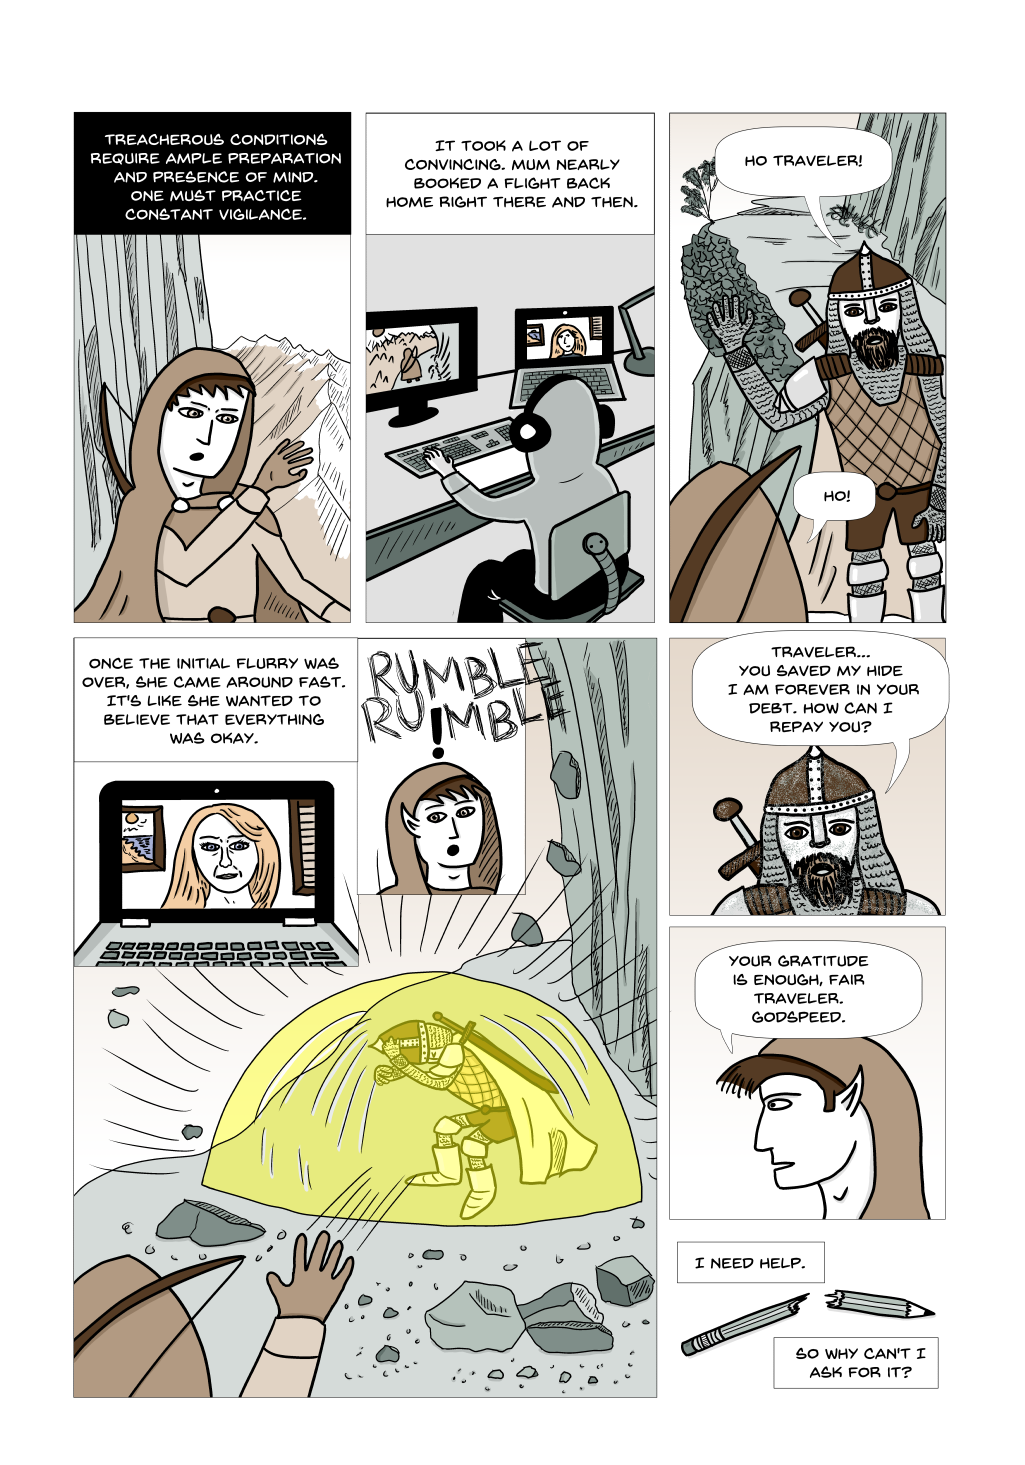 TREACHEROUS CONDITIONS
REQUIRE AMPLE PREPARATION
AND PRESENCE OF MIND.
ONE MUST PRACTICE
CONSTANT VIGILANCE.
IT TOOK A LOT OF
CONVINCING. MUM NEARLY
BOOKED A FLIGHT BACK
HOME RIGHT THERE AND THEN.
HO TRAVELER!
HO!
ONCE THE INITIAL FLURRY WAS
OVER, SHE CAME AROUND FAST.
IT'S LIKE SHE WANTED TO
BELIEVE THAT EVERYTHING
WAS OKAY.
RUMBLE
RUMBLE
!
TRAVELER...
YOU SAVED MY HIDE
I AM FOREVER IN YOUR
DEBT. HOW CAN I
REPAY YOU?
YOUR GRATITUDE
IS ENOUGH, FAIR
TRAVELER.
GODSPEED.
I NEED HELP.
SO WHY CAN'T I
ASK FOR IT?